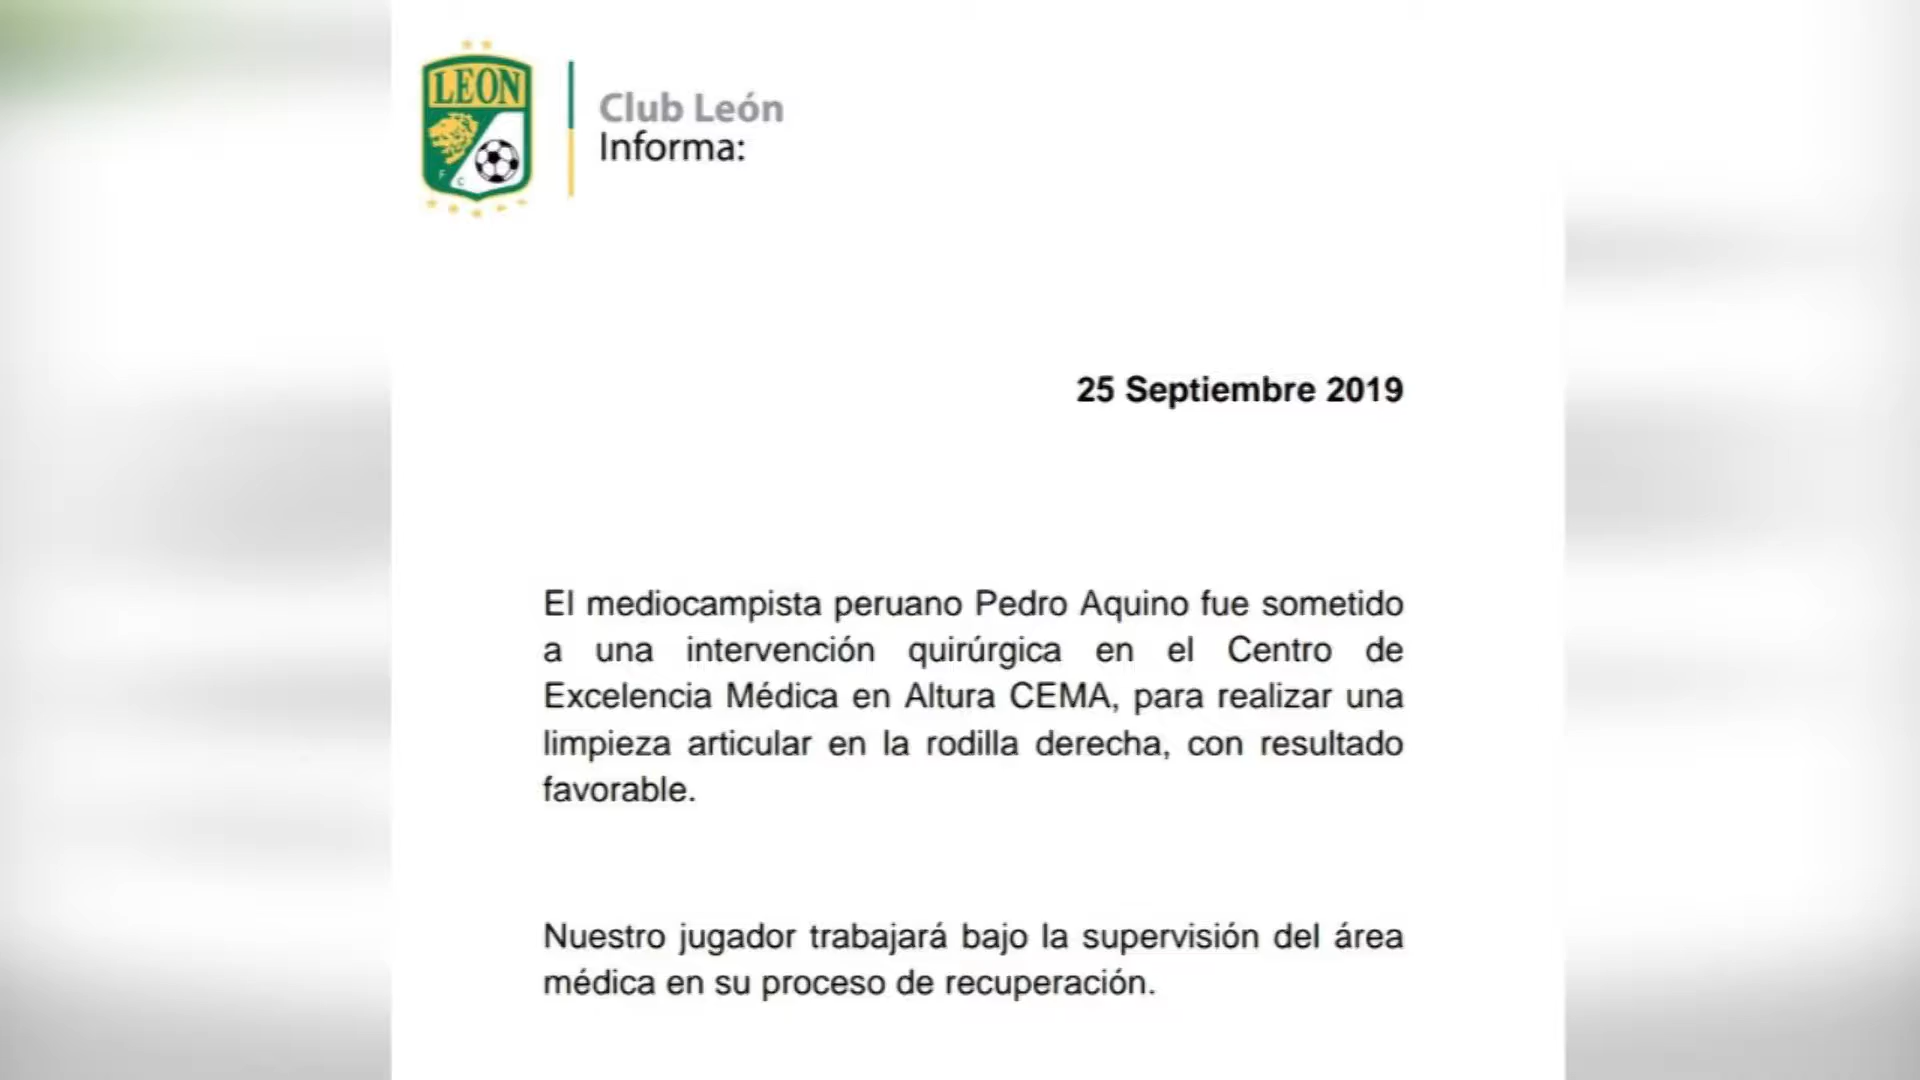 LEON
F C
Club León
Informa:
25 Septiembre 2019
El mediocampista peruano Pedro Aquino fue sometido
a una intervención quirúrgica en el Centro de
Excelencia Médica en Altura CEMA, para realizar una
limpieza articular en la rodilla derecha, con resultado
favorable.
Nuestro jugador trabajará bajo la supervisión del área
médica en su proceso de recuperación.